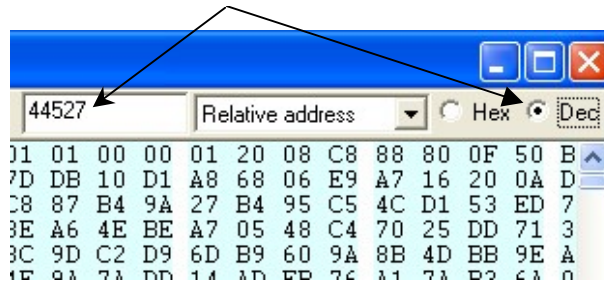 44527 Relative address Hex Dec
01 01 00 00 01 20 08 C8 88 80 0F 50 B
7D DB 10 D1 A8 68 06 E9 A7 16 20 0A D
C8 87 B4 9A 27 B4 95 C5 4C D1 53 ED 7
BE A6 4E BE A7 05 48 C4 70 25 DD 71 3
BC 9D C2 D9 6D B9 60 9A 8B 4D BB 9E A